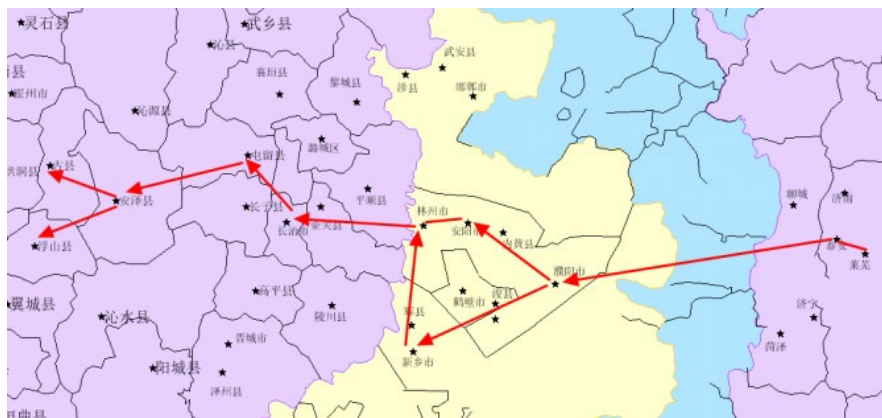 灵石县
武乡县
沁县
武安县
襄垣县
黎城县
涉县
邯郸市
霍州市
沁源县
潞城区
屯留县
古县
洪洞县
安泽县
长子县
长治市
壶关县
平顺县
林州市
安阳市
内黄县
聊城
济南
泰安
莱芜
浮山县
濮阳市
鹤壁市
浚县
高平县
陵川县
辉县
翼城县
沁水县
济宁
菏泽
晋城市
新乡市
阳城县
泽州县